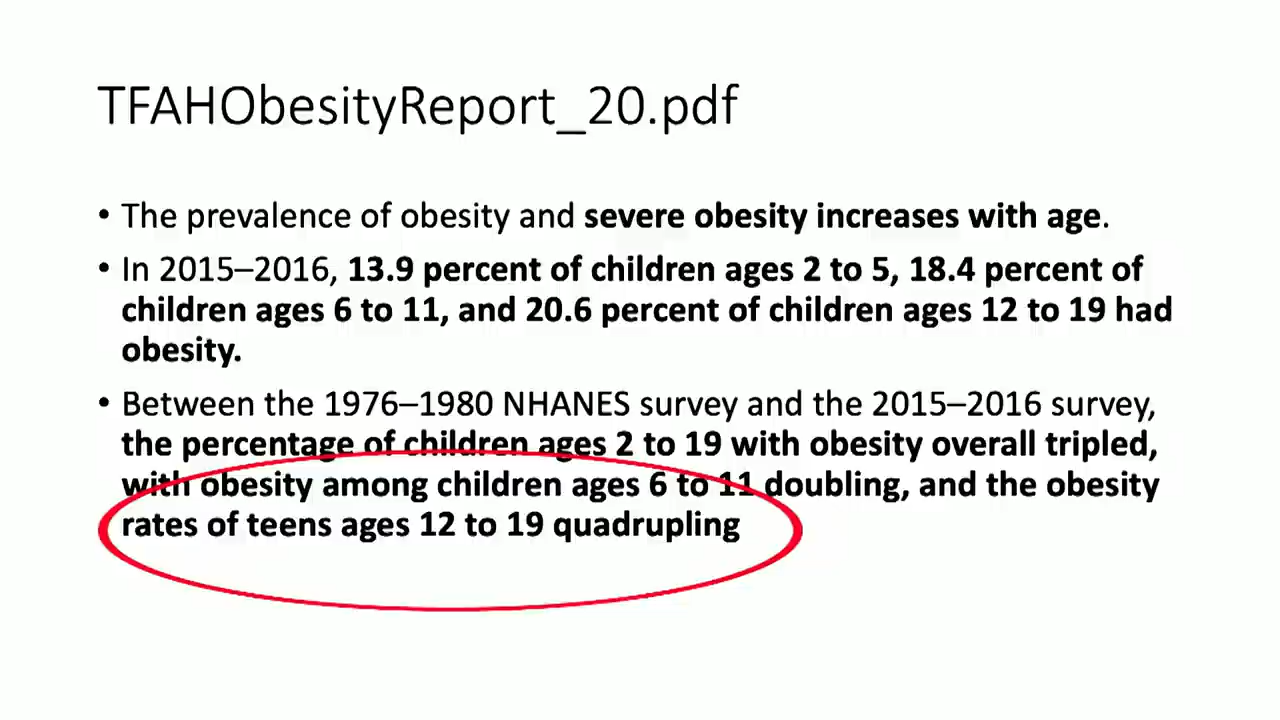 TFAHObesityReport_20.pdf
• The prevalence of obesity and severe obesity increases with age.
• In 2015–2016, 13.9 percent of children ages 2 to 5, 18.4 percent of
children ages 6 to 11, and 20.6 percent of children ages 12 to 19 had
obesity.
• Between the 1976–1980 NHANES survey and the 2015–2016 survey,
the percentage of children ages 2 to 19 with obesity overall tripled,
with obesity among children ages 6 to 11 doubling, and the obesity
rates of teens ages 12 to 19 quadrupling